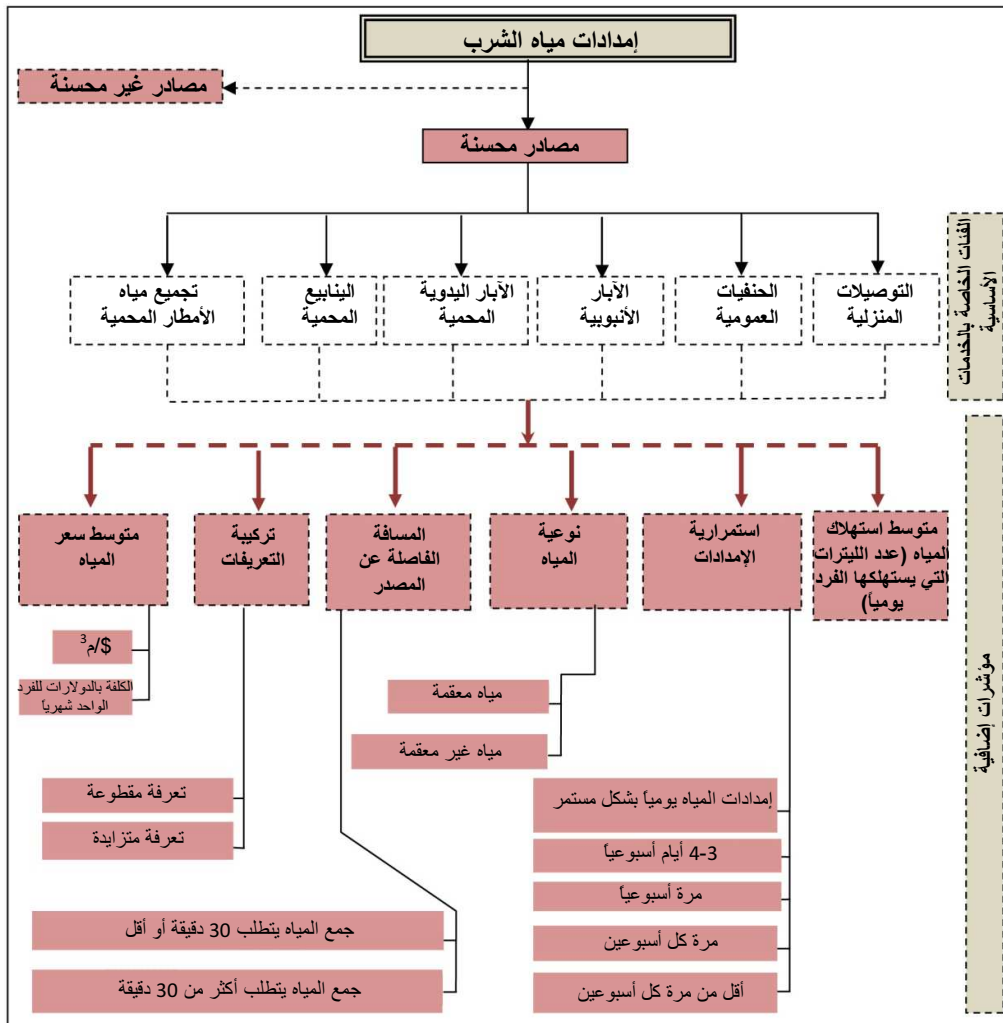 إمدادات مياه الشرب
مصادر غير محسنة
مصادر محسنة
الفئات الخاصة بالخدمات
الأساسية
التوصيلات
المنزلية
الحنفيات
العمومية
الآبار
الأنبوبية
الآبار اليدوية
المحمية
الينابيع
المحمية
تجميع مياه
الأمطار المحمية
مؤشرات إضافية
متوسط استهلاك
المياه (عدد الليترات
التي يستهلكها الفرد
يومياً)
استمرارية
الإمدادات
نوعية
المياه
المسافة
الفاصلة عن
المصدر
تركيبة
التعريفات
متوسط سعر
المياه
$/م³
الكلفة بالدولارات للفرد
الواحد شهرياً
مياه معقمة
مياه غير معقمة
تعرفة مقطوعة
تعرفة متزايدة
إمدادات المياه يومياً بشكل مستمر
3-4 أيام أسبوعياً
مرة أسبوعياً
مرة كل أسبوعين
أقل من مرة كل أسبوعين
جمع المياه يتطلب 30 دقيقة أو أقل
جمع المياه يتطلب أكثر من 30 دقيقة